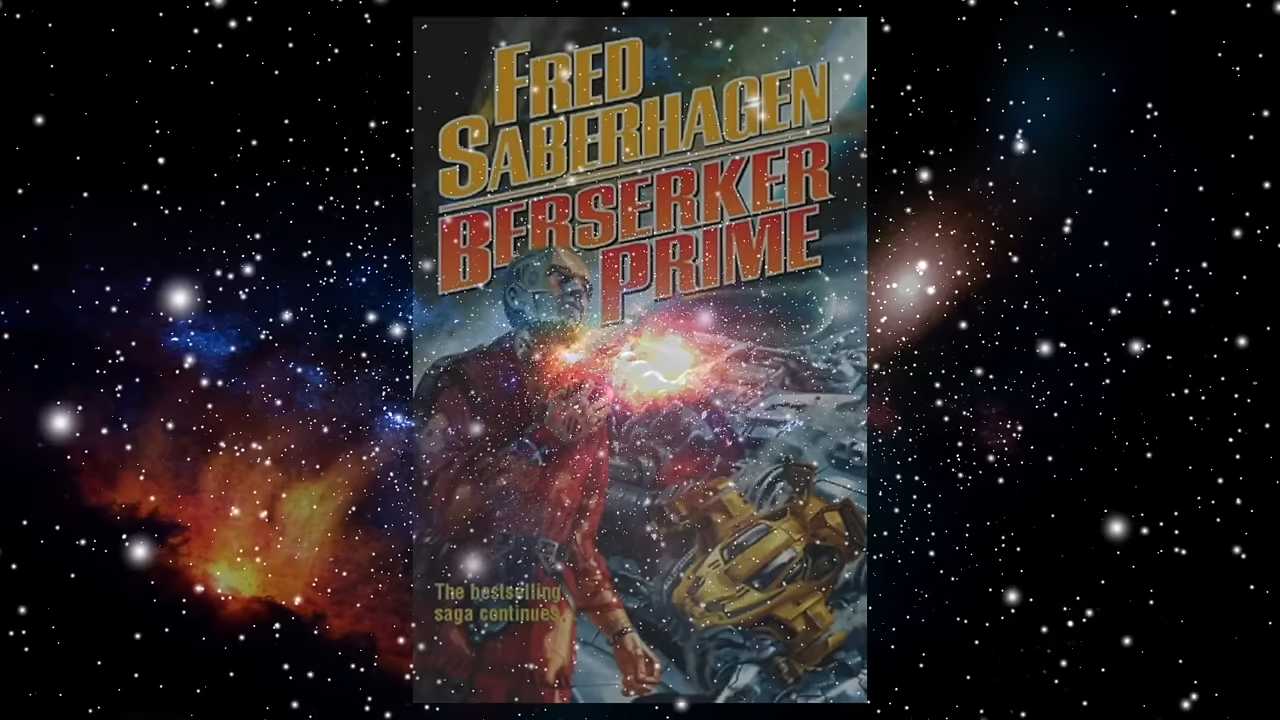 FRED
SABERHAGEN
BERSERKER
PRIME
The bestselling
saga continues